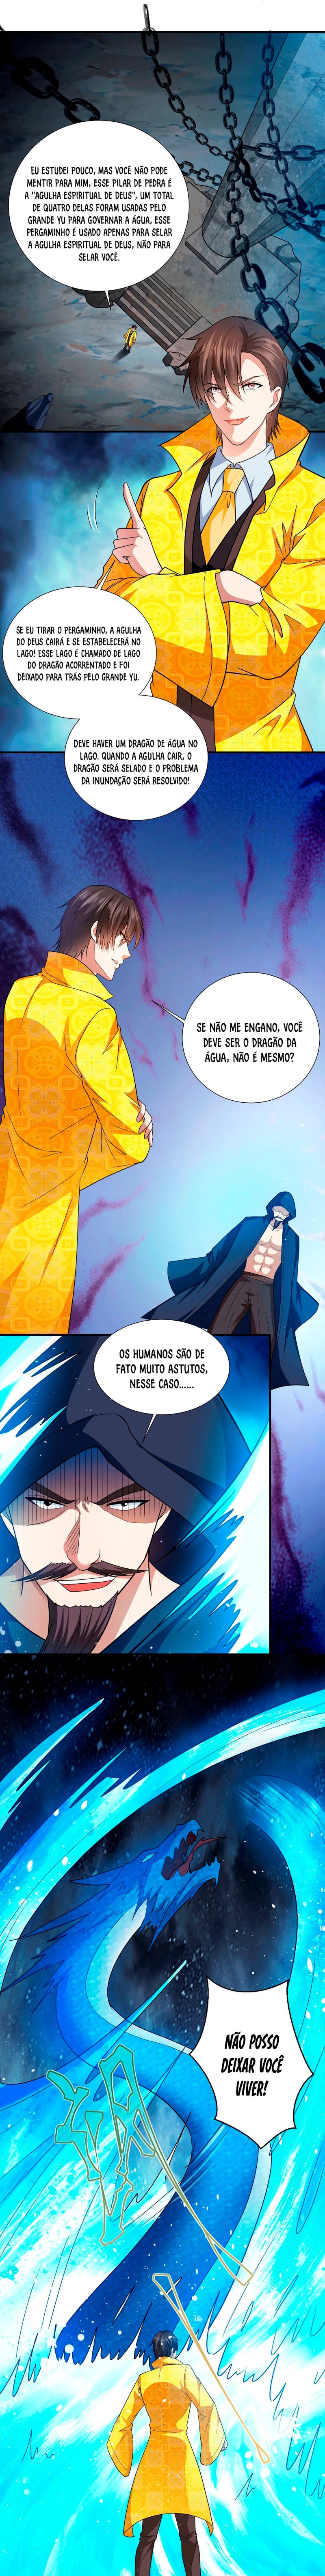 EU ESTUDEI POUCO, MAS VOCÊ NÃO PODE
MENTIR PARA MIM, ESSE PILAR DE PEDRA É
A "AGULHA ESPIRITUAL DE DEUS", UM TOTAL
DE QUATRO DELAS FORAM USADAS PELO
GRANDE YU PARA GOVERNAR A ÁGUA, ESSE
PERGAMINHO É USADO APENAS PARA SELAR
A AGULHA ESPIRITUAL DE DEUS, NÃO PARA
SELAR VOCÊ.
SE EU TIRAR O PERGAMINHO, A AGULHA
DO DEUS CAIRÁ E SE ESTABELECERÁ NO
LAGO! ESSE LAGO É CHAMADO DE LAGO
DO DRAGÃO ACORRENTADO E FOI
DEIXADO PARA TRÁS PELO GRANDE YU.
DEVE HAVER UM DRAGÃO DE ÁGUA NO
LAGO. QUANDO A AGULHA CAIR, O
DRAGÃO SERÁ SELADO E O PROBLEMA
DA INUNDAÇÃO SERÁ RESOLVIDO!
SE NÃO ME ENGANO, VOCÊ
DEVE SER O DRAGÃO DA
ÁGUA, NÃO É MESMO?
OS HUMANOS SÃO DE
FATO MUITO ASTUTOS,
NESSE CASO......
NÃO POSSO
DEIXAR VOCÊ
VIVER!